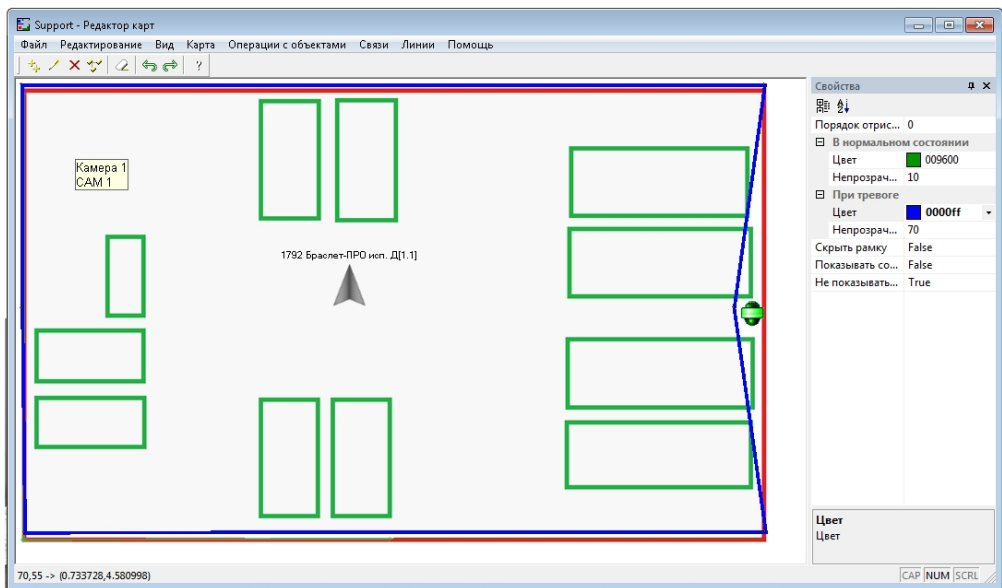 Support - Редактор карт
Файл Редактирование Вид Карта Операции с объектами Связи Линии Помощь
?
Камера 1
CAM 1
1792 Браслет-ПРО исп. Д[1.1]
Свойства
Порядок отрис... 0
В нормальном состоянии
Цвет 009600
Непрозрач... 10
При тревоге
Цвет 0000ff
Непрозрач... 70
Скрыть рамку False
Показывать со... False
Не показывать... True
Цвет
Цвет
70,55 -> (0.733728,4.580998)
CAP NUM SCRL